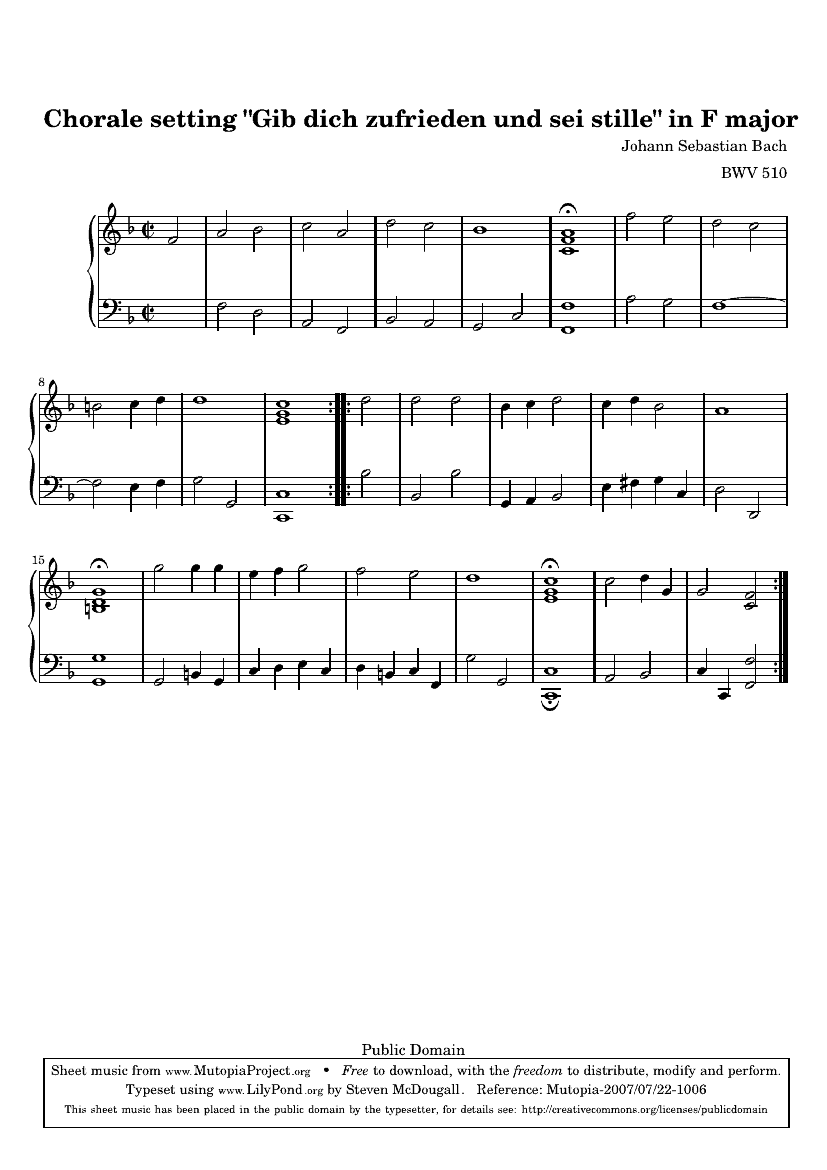 Chorale setting "Gib dich zufrieden und sei stille" in F major
Johann Sebastian Bach
BWV 510
8
15
Public Domain
Sheet music from www.MutopiaProject.org • Free to download, with the freedom to distribute, modify and perform.
Typeset using www.LilyPond.org by Steven McDougall. Reference: Mutopia-2007/07/22-1006
This sheet music has been placed in the public domain by the typesetter, for details see: http://creativecommons.org/licenses/publicdomain